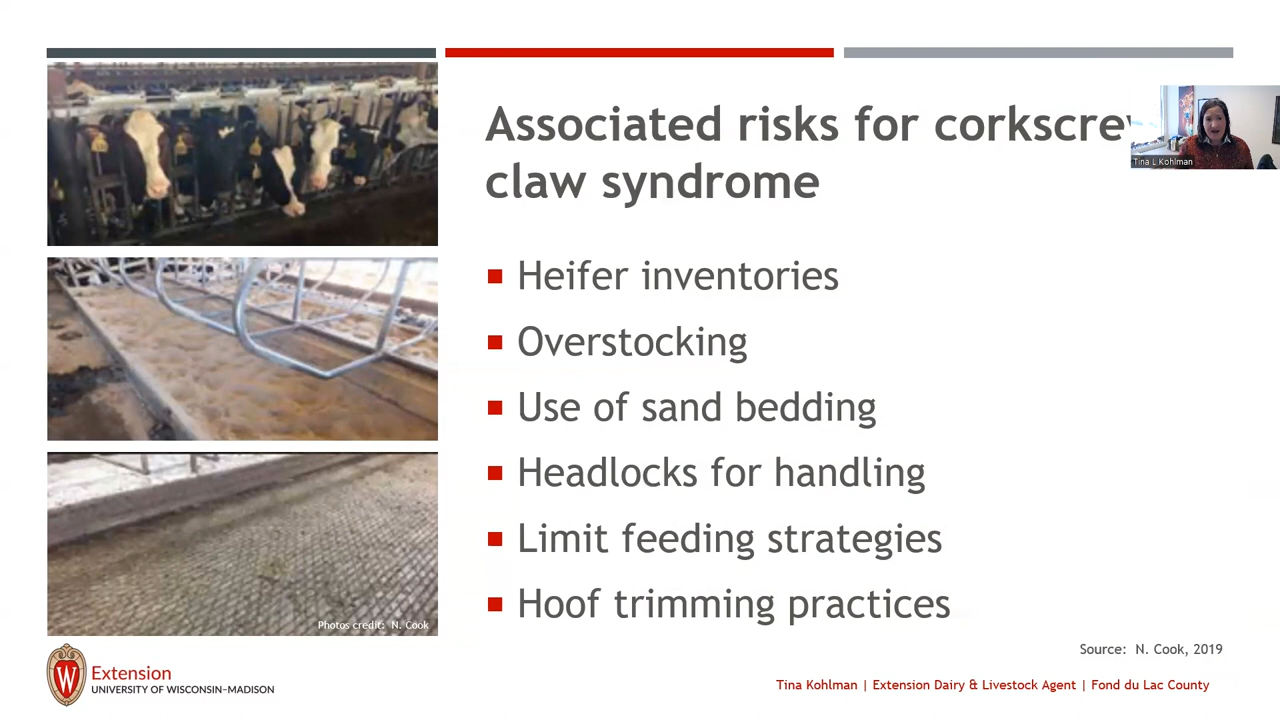 Associated risks for corkscrew
claw syndrome
Tina L Kohlman
Heifer inventories
Overstocking
Use of sand bedding
Headlocks for handling
Limit feeding strategies
Hoof trimming practices
Photos credit: N. Cook
Source: N. Cook, 2019
W
Extension
UNIVERSITY OF WISCONSIN–MADISON
Tina Kohlman | Extension Dairy & Livestock Agent | Fond du Lac County